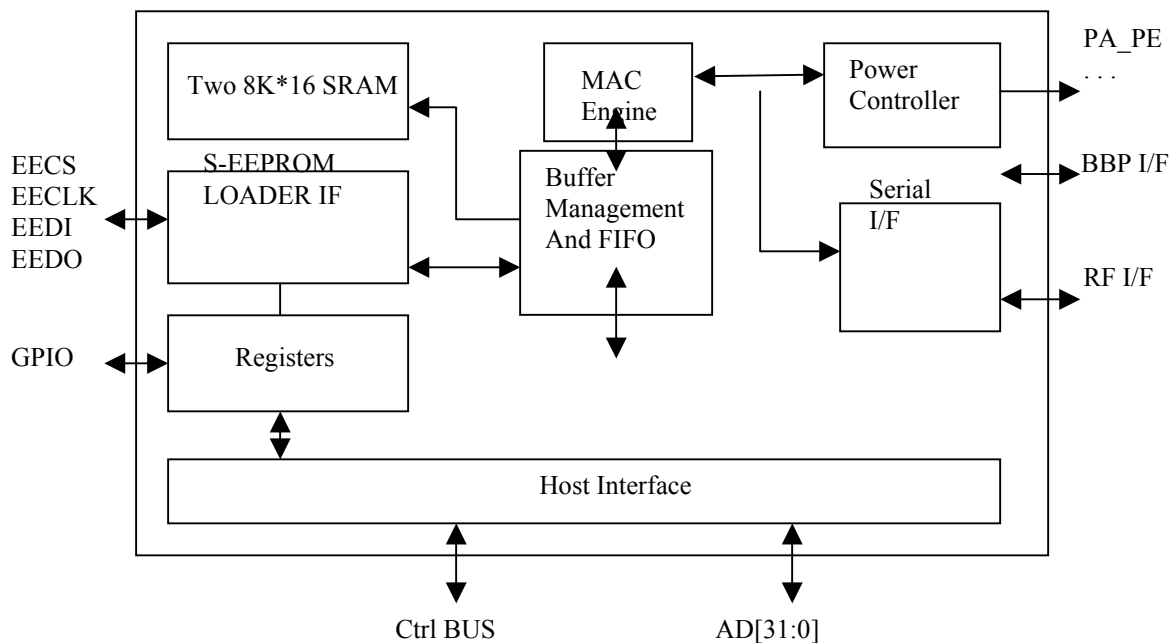 PA_PE
. . .
Two 8K*16 SRAM
MAC
Engine
Power
Controller
EECS
EECLK
EEDI
EEDO
S-EEPROM
LOADER IF
Buffer
Management
And FIFO
Serial
I/F
BBP I/F
RF I/F
GPIO
Registers
Host Interface
Ctrl BUS
AD[31:0]